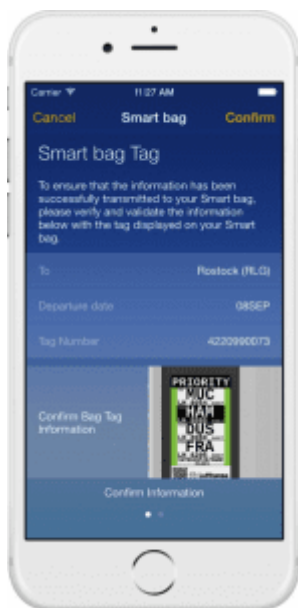 Carrier 11:27 AM
Cancel Smart bag Confirm
Smart bag Tag
To ensure that the information has been
successfully transmitted to your Smart bag,
please verify and validate the information
below with the tag displayed on your Smart
bag.
To Rostock (RLG)
Departure date 08SEP
Tag Number 4220990073
PRIORITY
MUC
HAM
DUS
FRA
Confirm Bag Tag
Information
Lufthansa
Confirm Information